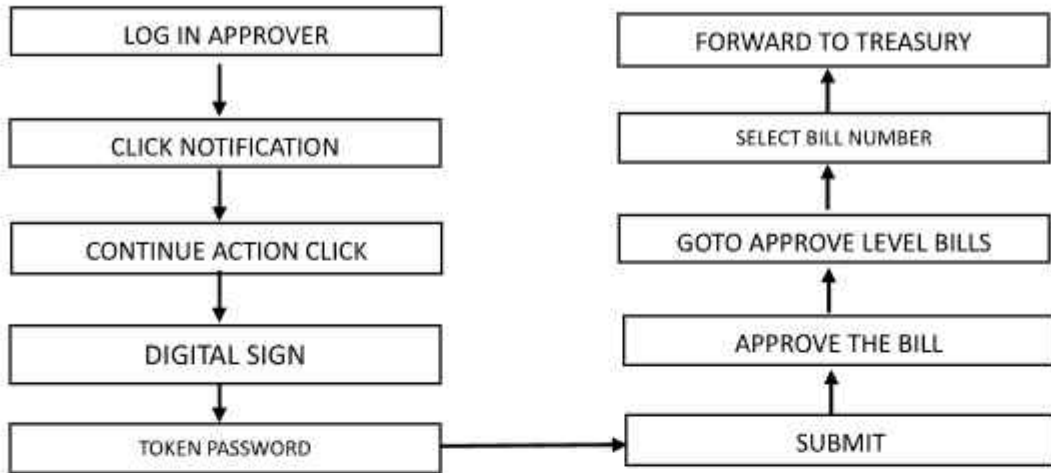 LOG IN APPROVER
CLICK NOTIFICATION
CONTINUE ACTION CLICK
DIGITAL SIGN
TOKEN PASSWORD
SUBMIT
APPROVE THE BILL
GOTO APPROVE LEVEL BILLS
SELECT BILL NUMBER
FORWARD TO TREASURY